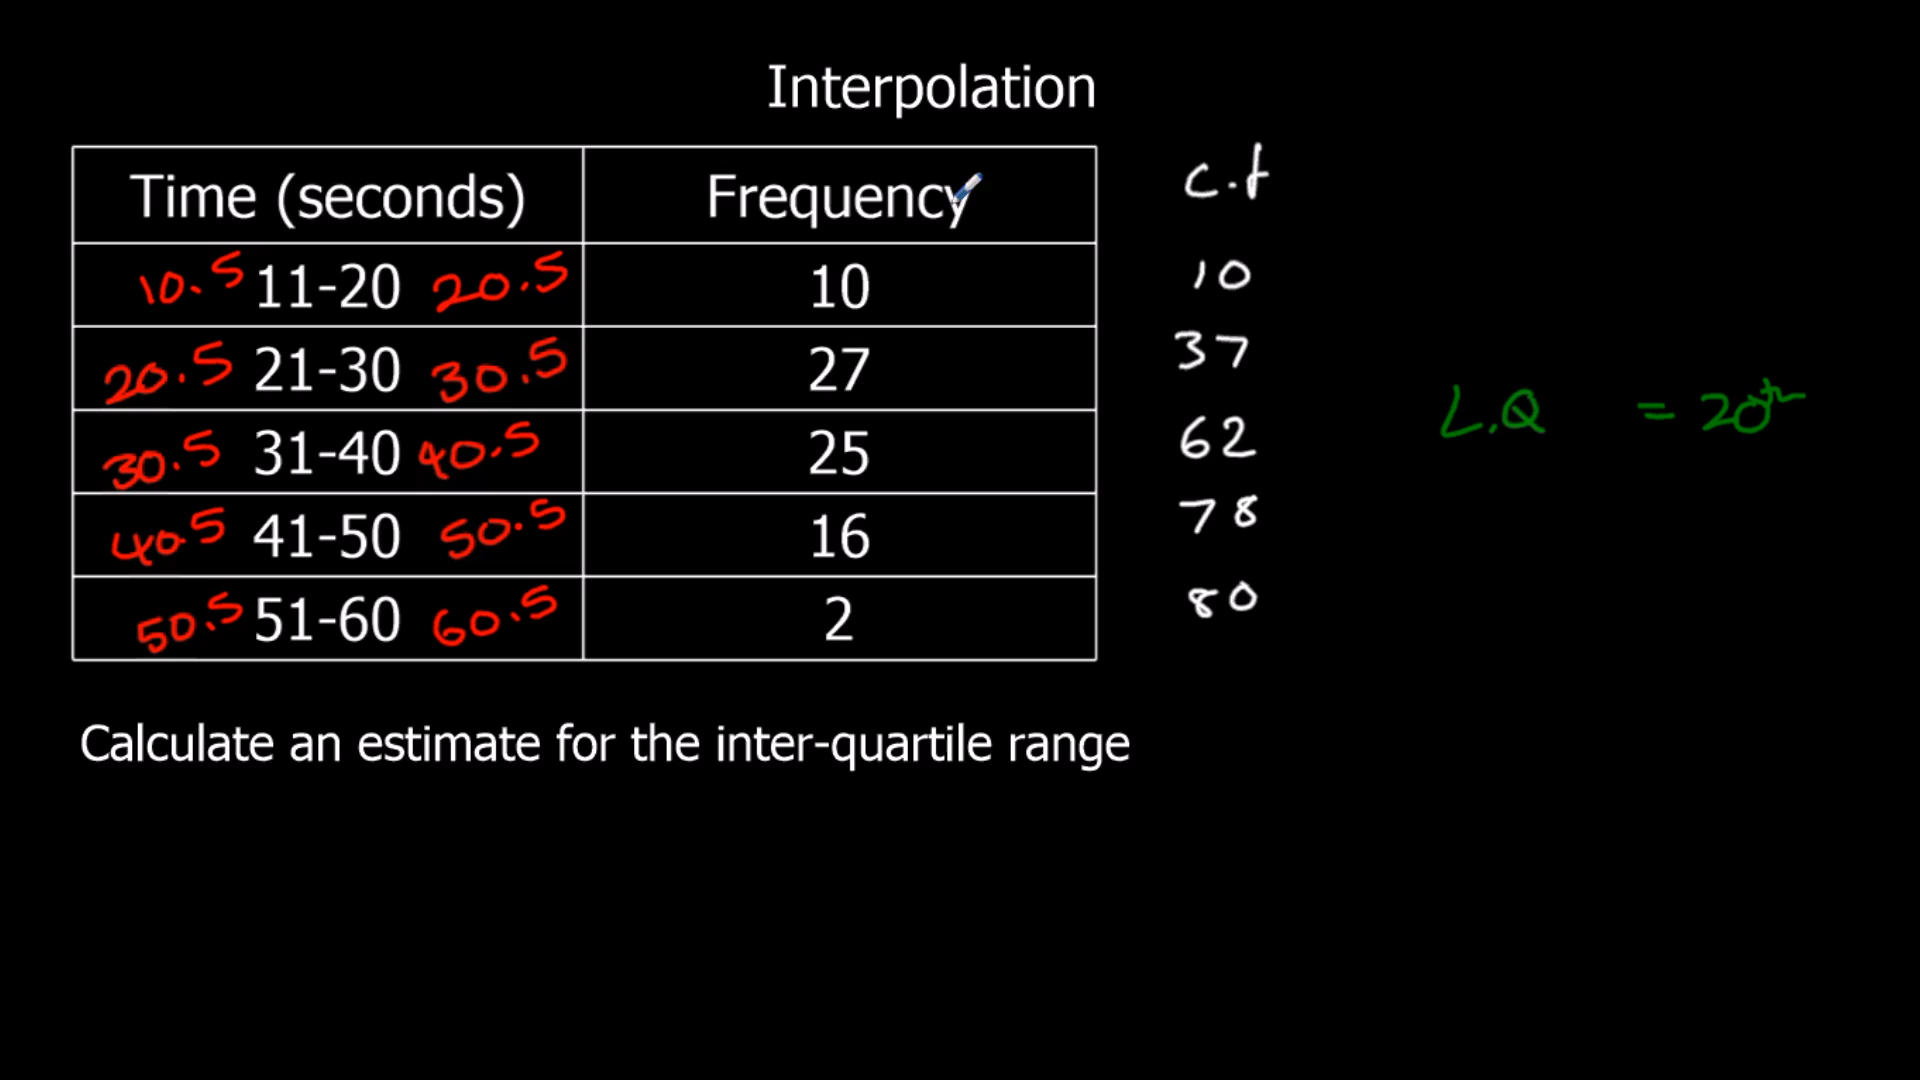 Interpolation
Time (seconds) Frequency c.f
10.5 11-20 20.5 10 10
20.5 21-30 30.5 27 37
30.5 31-40 40.5 25 62
L.Q = 20th
40.5 41-50 50.5 16 78
50.5 51-60 60.5 2 80
Calculate an estimate for the inter-quartile range